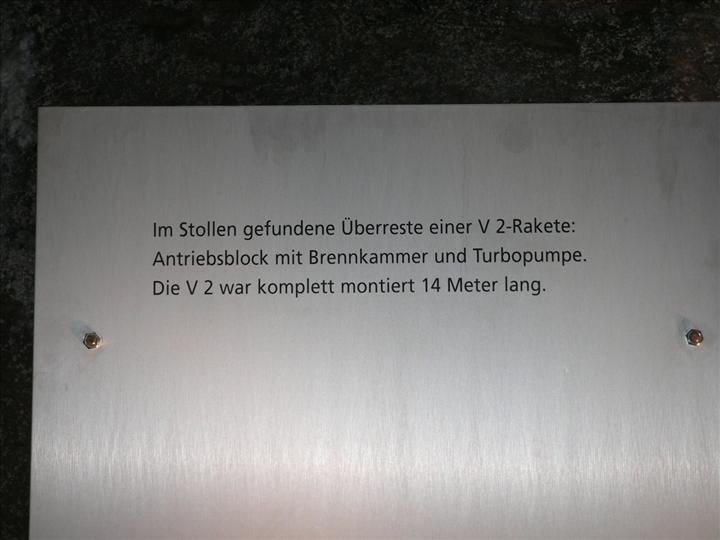 Im Stollen gefundene Überreste einer V 2-Rakete:
Antriebsblock mit Brennkammer und Turbopumpe.
Die V 2 war komplett montiert 14 Meter lang.